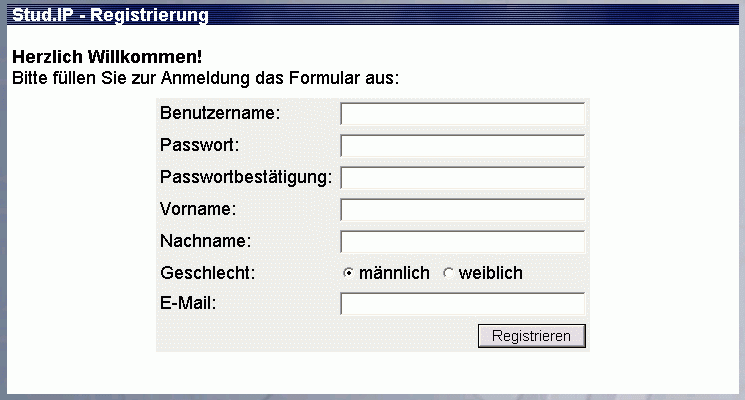 Stud.IP - Registrierung
Herzlich Willkommen!
Bitte füllen Sie zur Anmeldung das Formular aus:
Benutzername:
Passwort:
Passwortbestätigung:
Vorname:
Nachname:
Geschlecht: männlich weiblich
E-Mail:
Registrieren